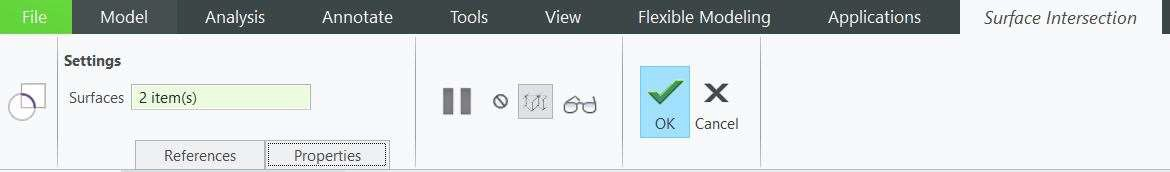 File Model Analysis Annotate Tools View Flexible Modeling Applications Surface Intersection
Settings
Surfaces 2 item(s)
OK Cancel
References Properties